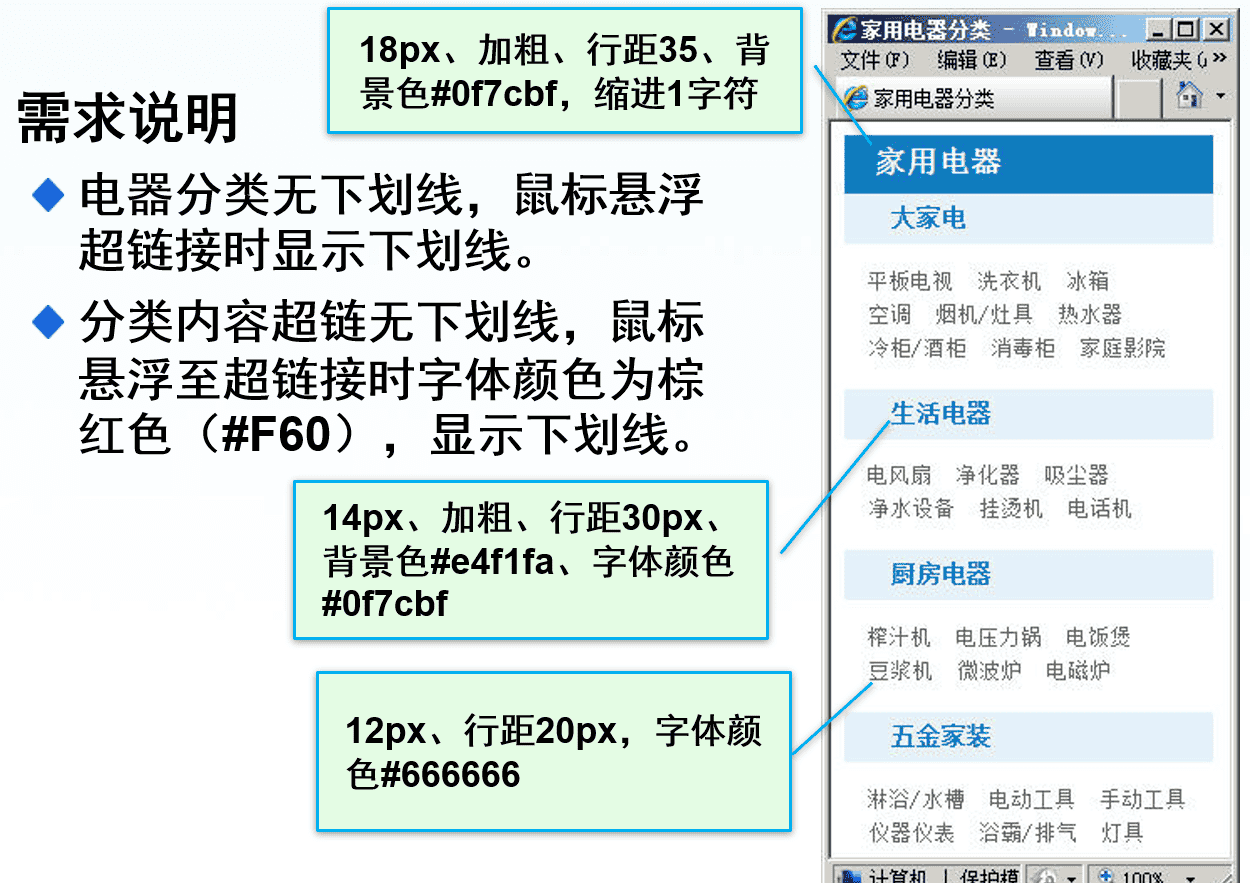 18px、加粗、行距35、背
景色#0f7cbf，缩进1字符
需求说明
电器分类无下划线，鼠标悬浮
超链接时显示下划线。
分类内容超链无下划线，鼠标
悬浮至超链接时字体颜色为棕
红色（#F60），显示下划线。
14px、加粗、行距30px、
背景色#e4f1fa、字体颜色
#0f7cbf
12px、行距20px，字体颜
色#666666
家用电器分类 - Window...
文件(F) 编辑(E) 查看(V) 收藏夹( »
家用电器分类
家用电器
大家电
平板电视 洗衣机 冰箱
空调 烟机/灶具 热水器
冷柜/酒柜 消毒柜 家庭影院
生活电器
电风扇 净化器 吸尘器
净水设备 挂烫机 电话机
厨房电器
榨汁机 电压力锅 电饭煲
豆浆机 微波炉 电磁炉
五金家装
淋浴/水槽 电动工具 手动工具
仪器仪表 浴霸/排气 灯具
计算机 | 保护模 100%